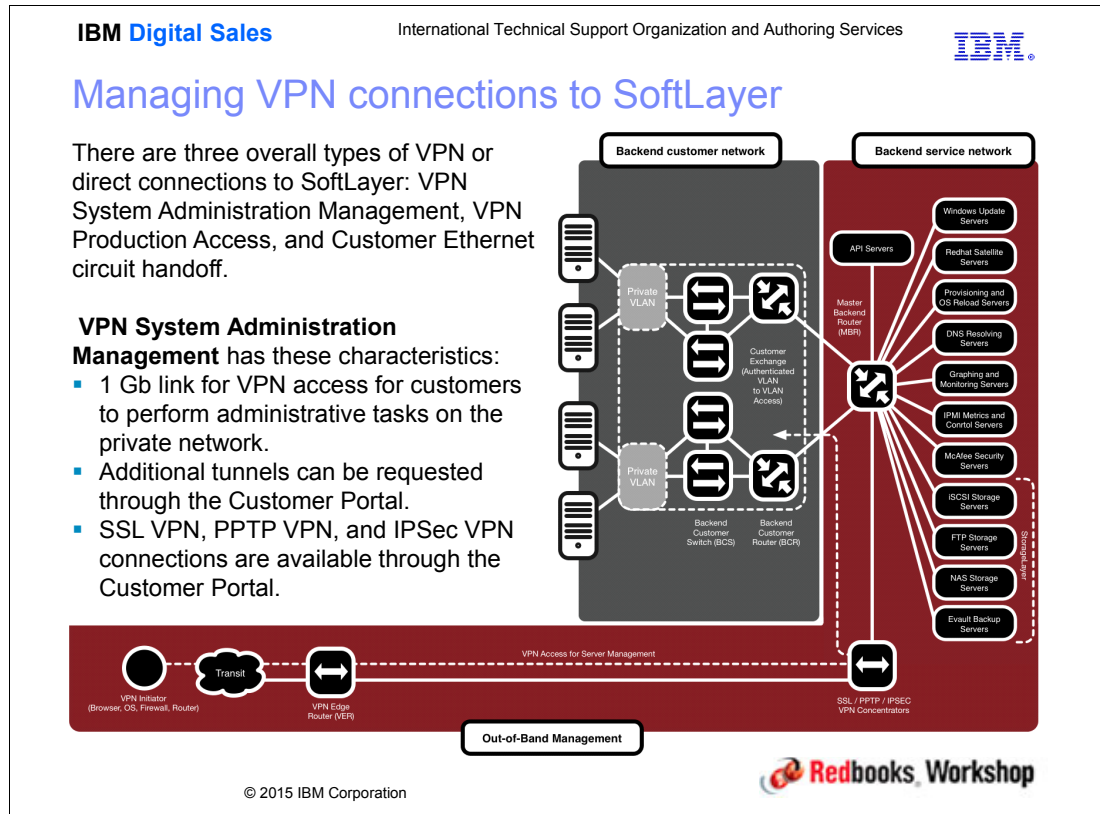 IBM Digital Sales
International Technical Support Organization and Authoring Services
IBM®
Managing VPN connections to SoftLayer
There are three overall types of VPN or
direct connections to SoftLayer: VPN
System Administration Management, VPN
Production Access, and Customer Ethernet
circuit handoff.
VPN System Administration
Management has these characteristics:
▪ 1 Gb link for VPN access for customers
to perform administrative tasks on the
private network.
▪ Additional tunnels can be requested
through the Customer Portal.
▪ SSL VPN, PPTP VPN, and IPSec VPN
connections are available through the
Customer Portal.
Backend customer network
Private
VLAN
Customer
Exchange
(Authenticated
VLAN
to VLAN
Access)
Private
VLAN
Backend
Customer
Switch (BCS)
Backend
Customer
Router (BCR)
Backend service network
API Servers
Master
Backend
Router
(MBR)
Windows Update
Servers
Redhat Satellite
Servers
Provisioning and
OS Reload Servers
DNS Resolving
Servers
Graphing and
Monitoring Servers
IPMI Metrics and
Conrtol Servers
McAfee Security
Servers
iSCSI Storage
Servers
FTP Storage
Servers
NAS Storage
Servers
Evault Backup
Servers
StorageLayer
VPN Access for Server Management
VPN Initiator
(Browser, OS, Firewall, Router)
Transit
VPN Edge
Router (VER)
SSL / PPTP / IPSEC
VPN Concentrators
Out-of-Band Management
© 2015 IBM Corporation
Redbooks® Workshop